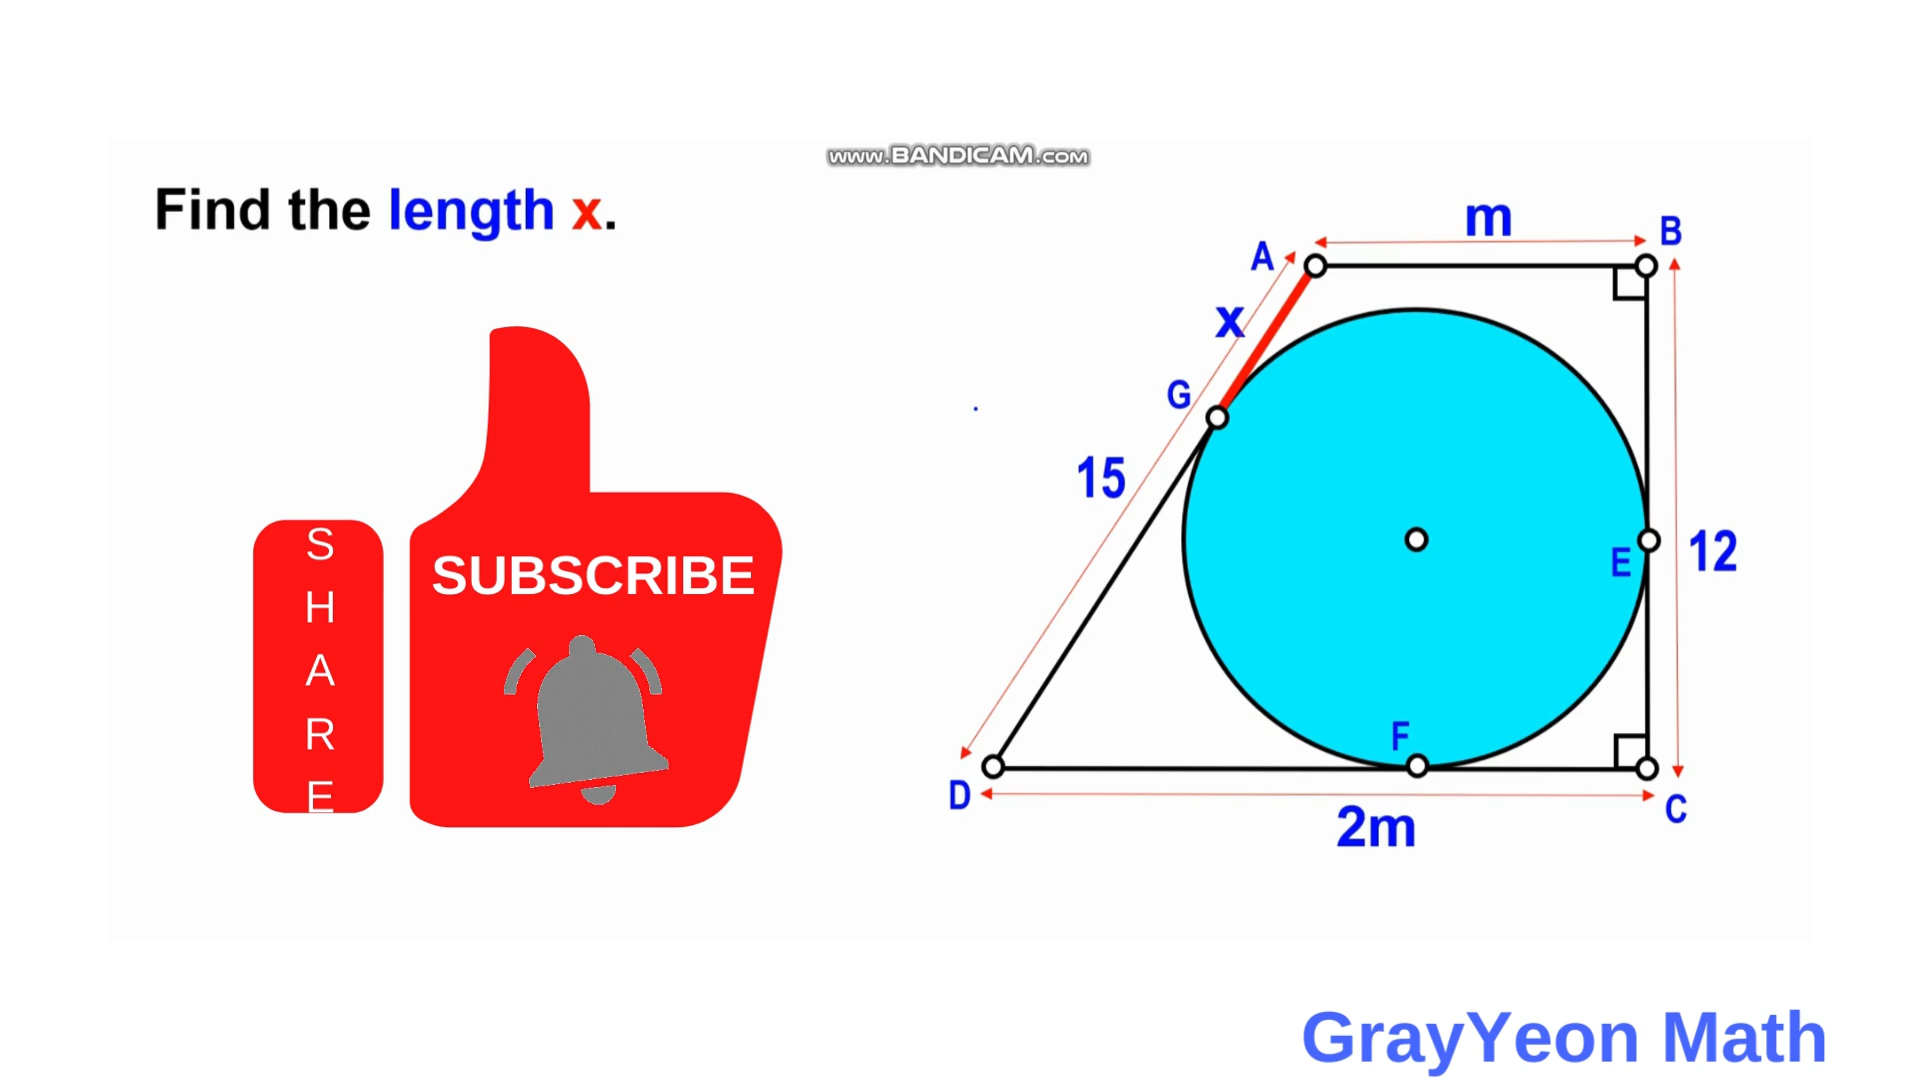 www.BANDICAM.com
Find the length x.
m
B
A
x
G
15
E
12
F
D
C
2m
S
H
A
R
E
SUBSCRIBE
GrayYeon Math